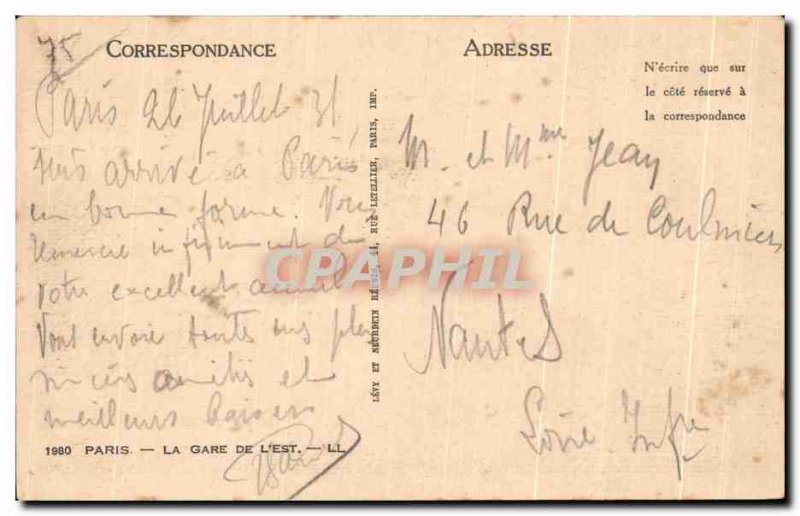 75
CORRESPONDANCE
Paris 26 Juillet 31
suis arrivé à Paris
en bonne forme. Vous
remercie infiniment de
votre excellent accueil
Vous envoie toutes mes plus
sincères amitiés et
meilleurs baisers
1980 PARIS. — LA GARE DE L'EST. — LL
LÉVY ET NEURDEIN RÉUNIS, 44, RUE LETELLIER, PARIS, IMP.
ADRESSE
N'écrire que sur
le côté réservé à
la correspondance
M. et Mme Jean
46 Rue de Coulmiers
Nantes
Loire Infre
CPAPHIL